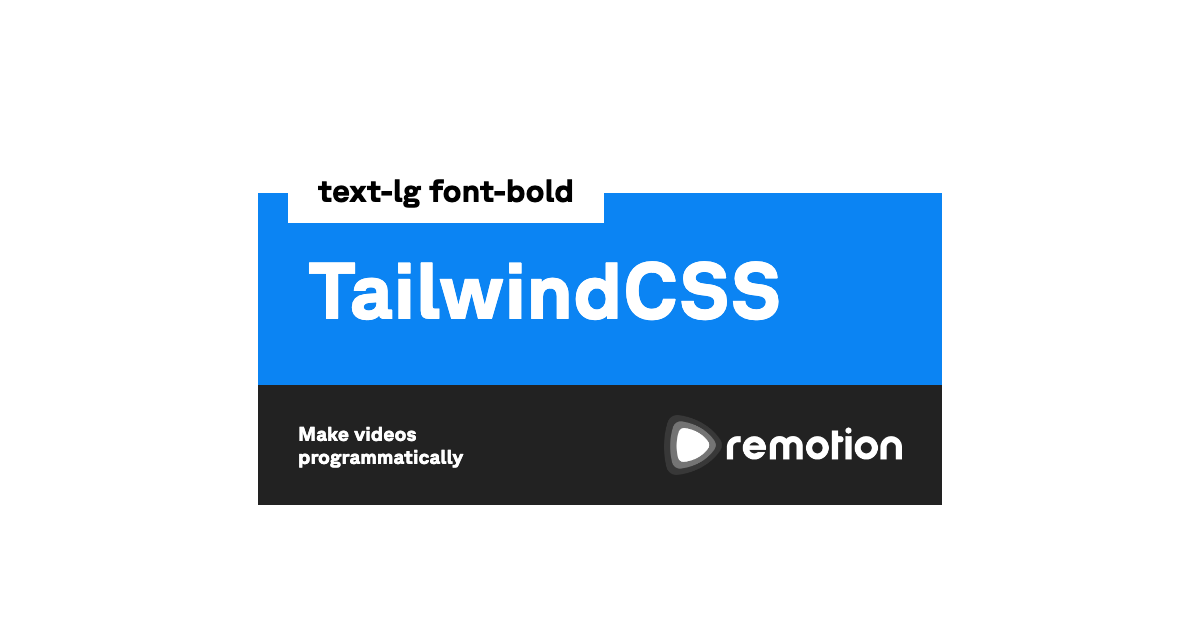 text-lg font-bold
TailwindCSS
Make videos
programmatically
remotion